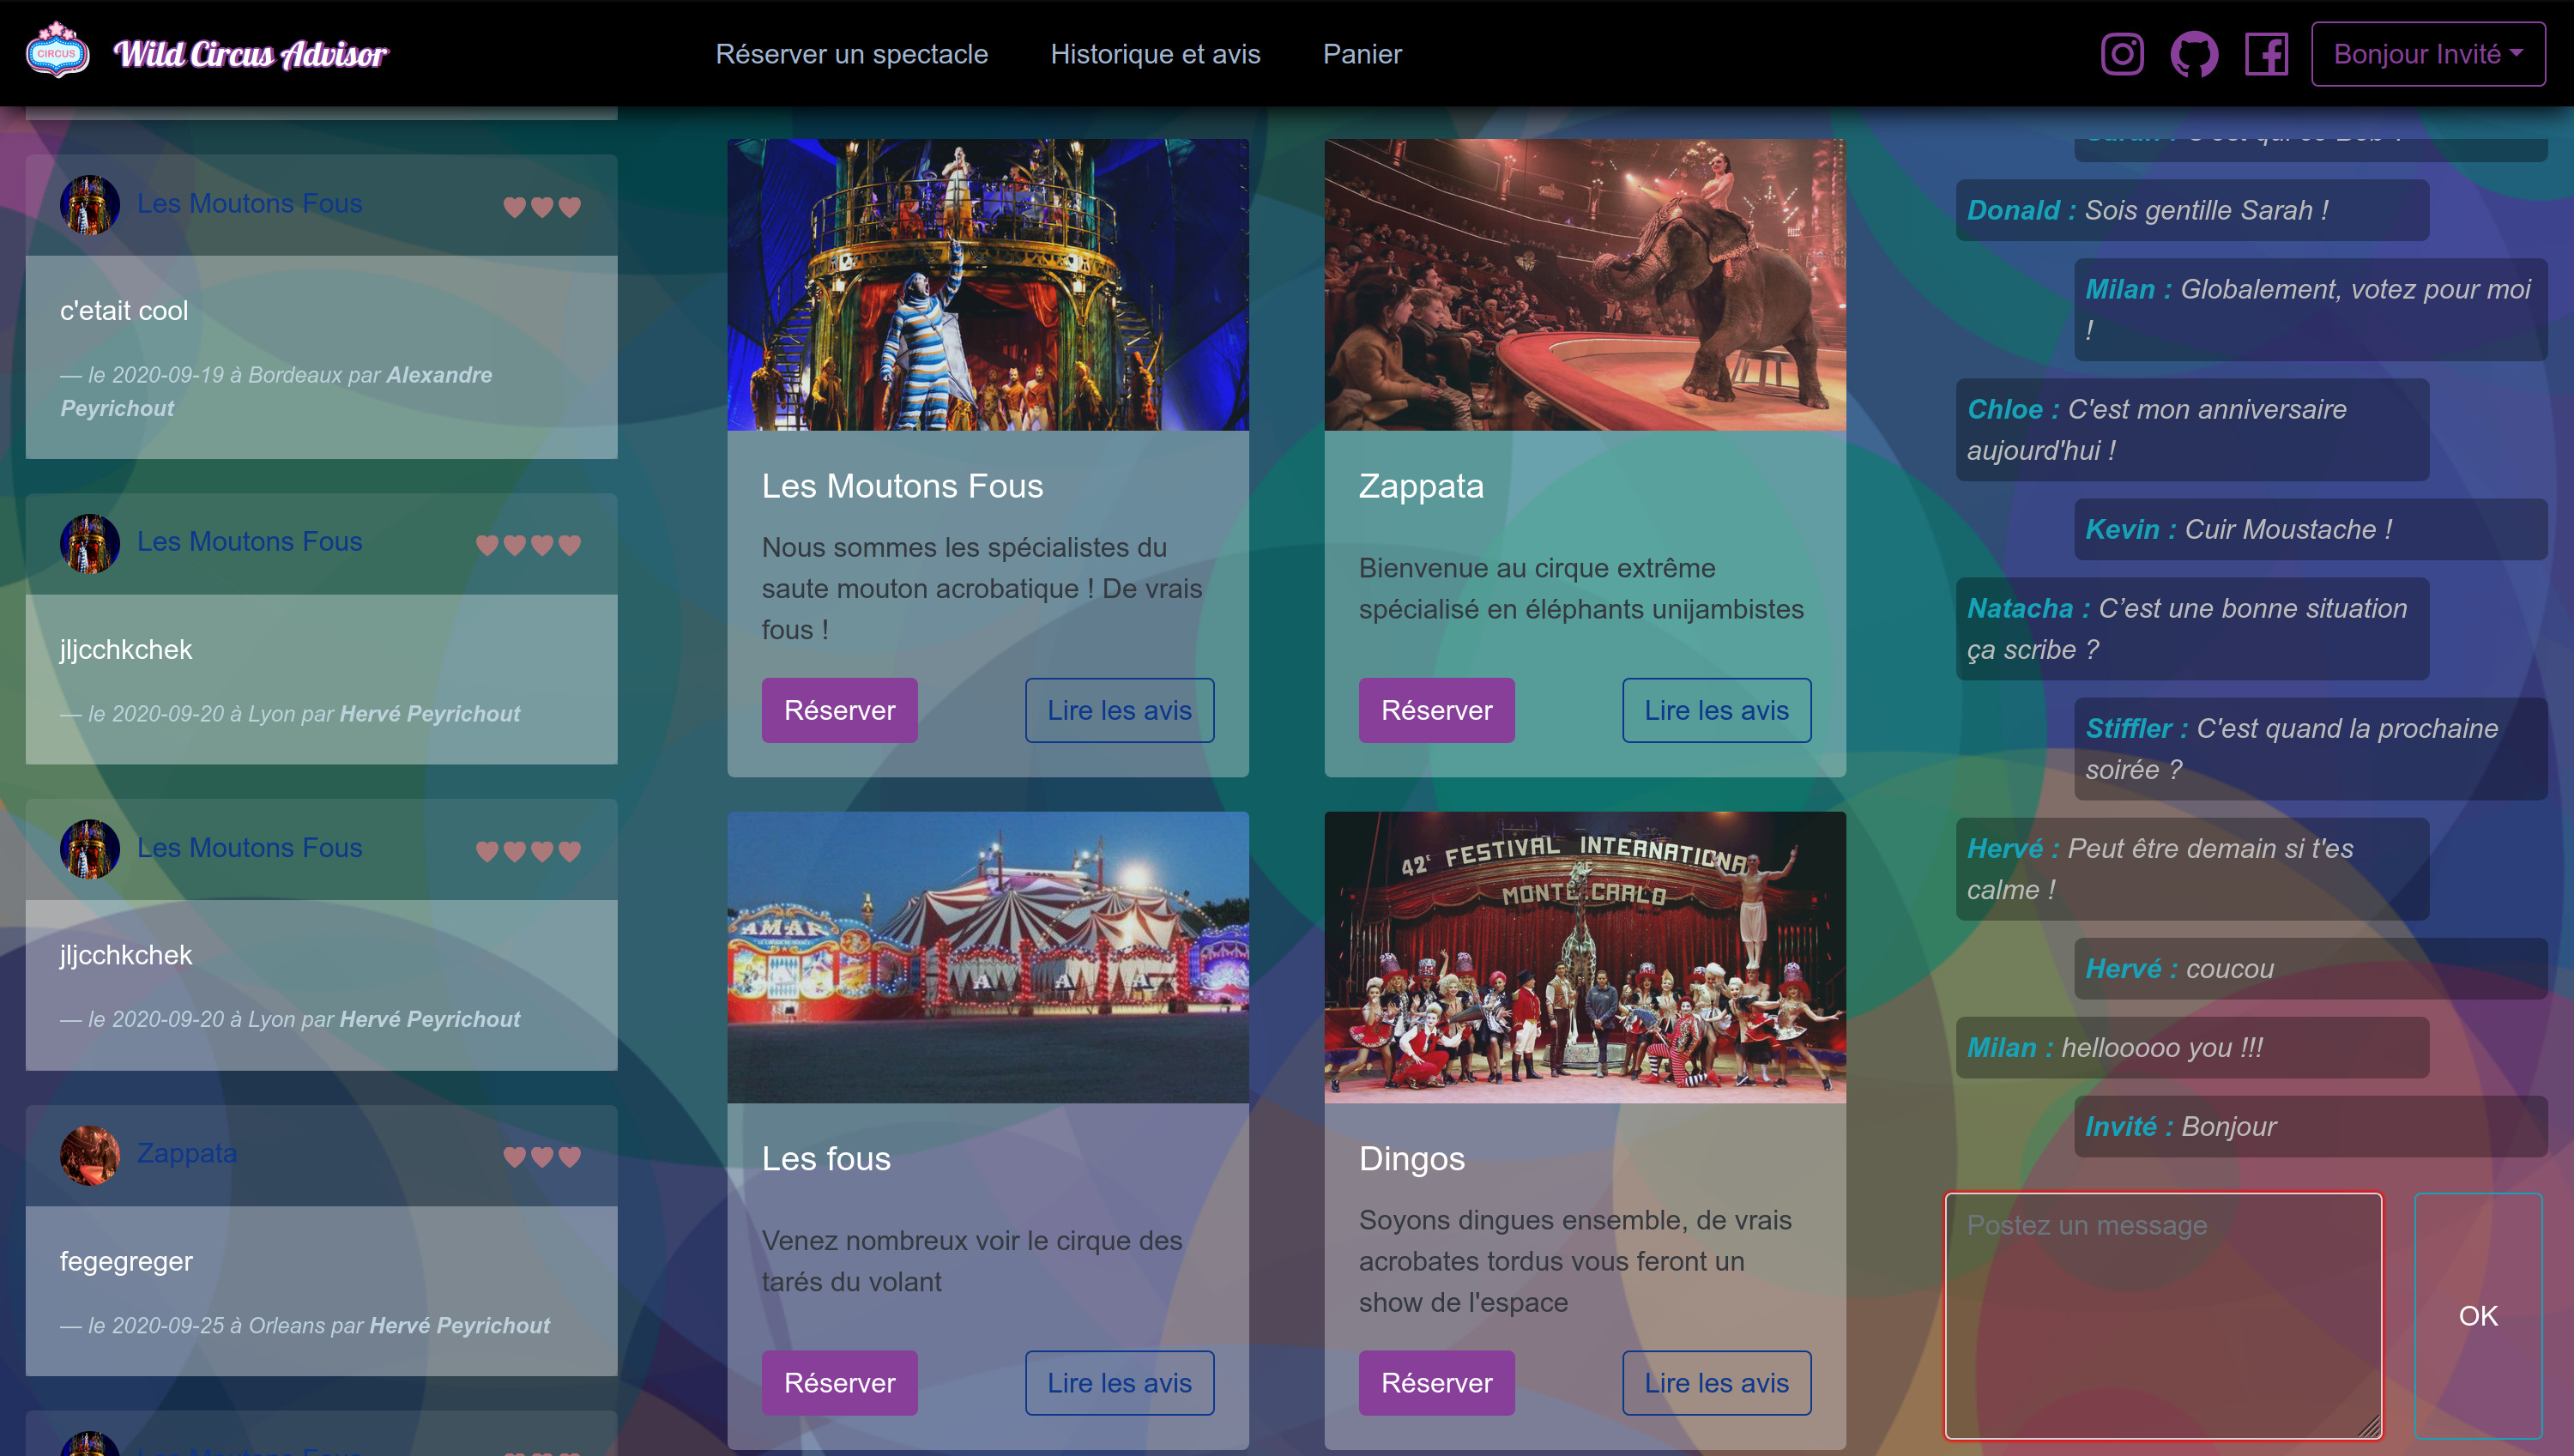 CIRCUS
Wild Circus Advisor
Réserver un spectacle
Historique et avis
Panier
Bonjour Invité
Les Moutons Fous
c'etait cool
— le 2020-09-19 à Bordeaux par Alexandre
Peyrichout
Les Moutons Fous
jljcchkchek
— le 2020-09-20 à Lyon par Hervé Peyrichout
Les Moutons Fous
jljcchkchek
— le 2020-09-20 à Lyon par Hervé Peyrichout
Zappata
fegegreger
— le 2020-09-25 à Orleans par Hervé Peyrichout
Les Moutons Fous
Les Moutons Fous
Nous sommes les spécialistes du
saute mouton acrobatique ! De vrais
fous !
Réserver
Lire les avis
Zappata
Bienvenue au cirque extrême
spécialisé en éléphants unijambistes
Réserver
Lire les avis
AMAR
A A A
Les fous
Venez nombreux voir le cirque des
tarés du volant
Réserver
Lire les avis
42e FESTIVAL INTERNATIONA
MONTE CARLO
Dingos
Soyons dingues ensemble, de vrais
acrobates tordus vous feront un
show de l'espace
Réserver
Lire les avis
Sarah : C'est qui ce Bob ?
Donald : Sois gentille Sarah !
Milan : Globalement, votez pour moi
!
Chloe : C'est mon anniversaire
aujourd'hui !
Kevin : Cuir Moustache !
Natacha : C’est une bonne situation
ça scribe ?
Stiffler : C'est quand la prochaine
soirée ?
Hervé : Peut être demain si t'es
calme !
Hervé : coucou
Milan : hellooooo you !!!
Invité : Bonjour
Postez un message
OK